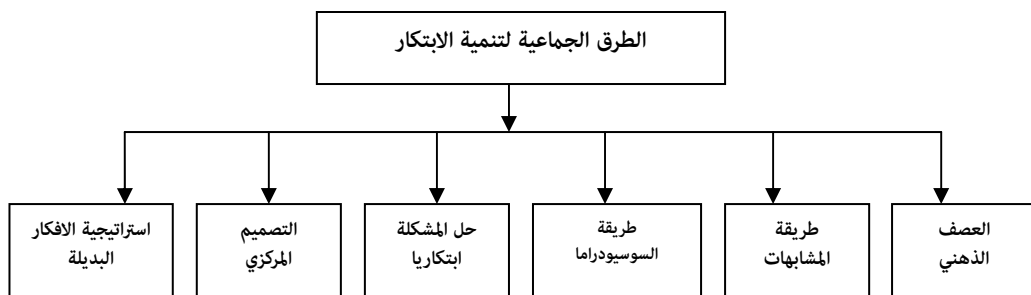 الطرق الجماعية لتنمية الابتكار
العصف
الذهني
طريقة
المشابهات
طريقة
السوسيودراما
حل المشكلة
ابتكاريا
التصميم
المركزي
استراتيجية الافكار
البديلة